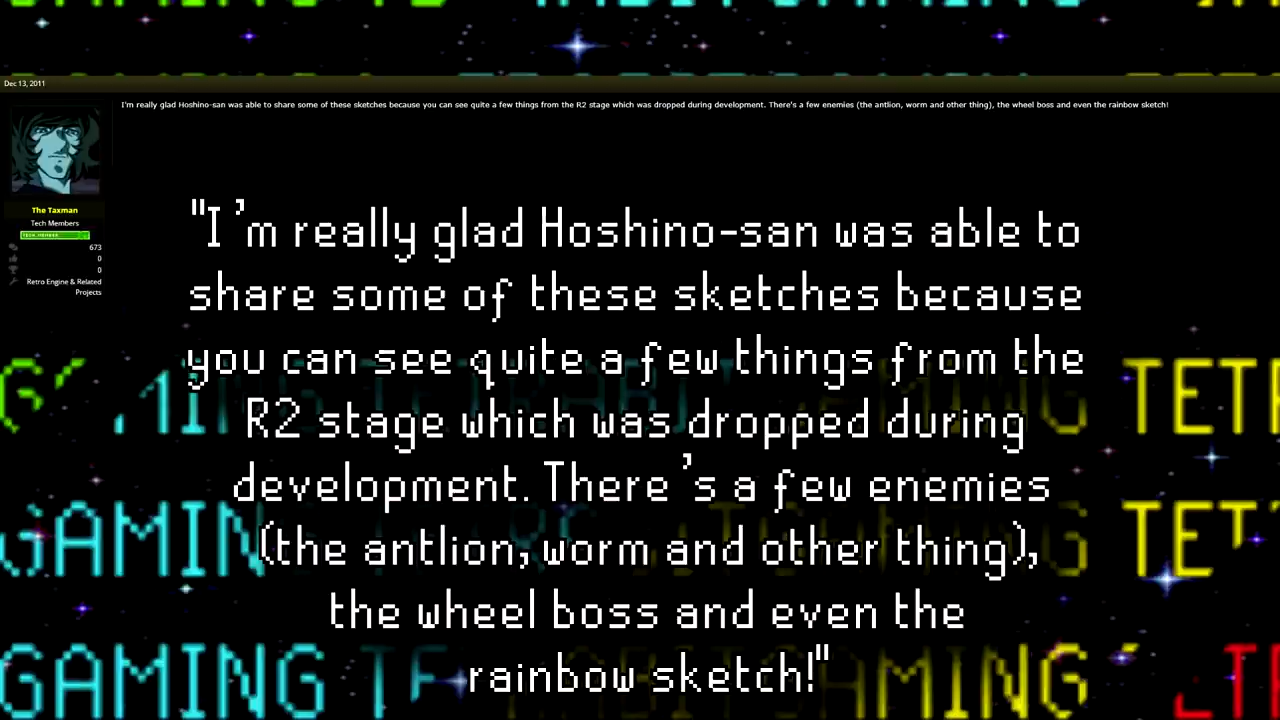 Dec 13, 2011
I'm really glad Hoshino-san was able to share some of these sketches because you can see quite a few things from the R2 stage which was dropped during development. There's a few enemies (the antlion, worm and other thing), the wheel boss and even the rainbow sketch!
The Taxman
Tech Members
673
0
0
Retro Engine & Related
Projects
"I'm really glad Hoshino-san was able to
share some of these sketches because
you can see quite a few things from the
R2 stage which was dropped during
development. There's a few enemies
(the antlion, worm and other thing),
the wheel boss and even the
rainbow sketch!"
GAMING
GAMING